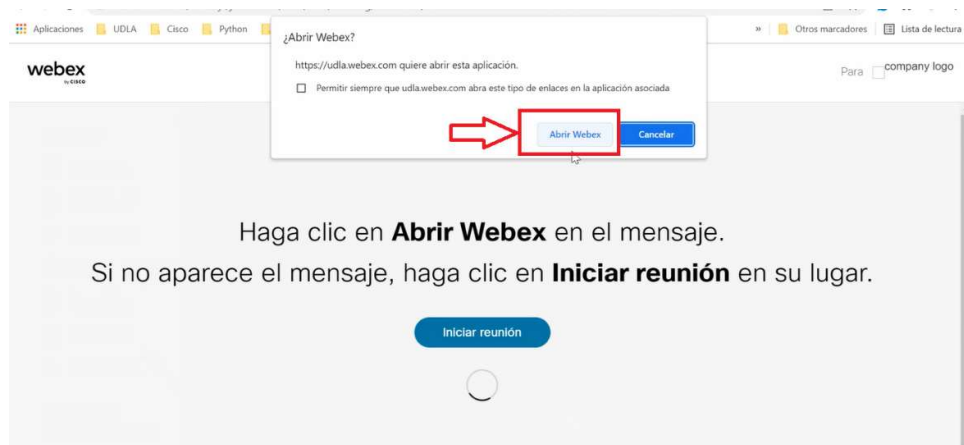 Aplicaciones UDLA Cisco Python » Otros marcadores Lista de lectura
¿Abrir Webex?
https://udla.webex.com quiere abrir esta aplicación.
Permitir siempre que udla.webex.com abra este tipo de enlaces en la aplicación asociada
Abrir Webex Cancelar
webex
by CISCO
Para company logo
Haga clic en Abrir Webex en el mensaje.
Si no aparece el mensaje, haga clic en Iniciar reunión en su lugar.
Iniciar reunión